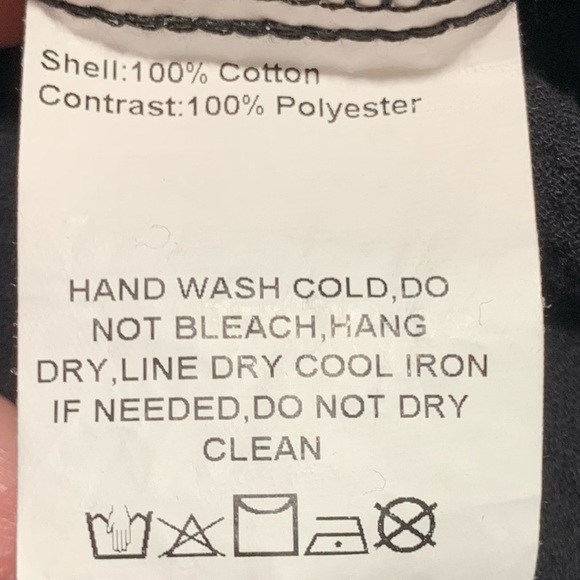 Shell:100% Cotton
Contrast:100% Polyester
HAND WASH COLD,DO
NOT BLEACH,HANG
DRY,LINE DRY COOL IRON
IF NEEDED,DO NOT DRY
CLEAN